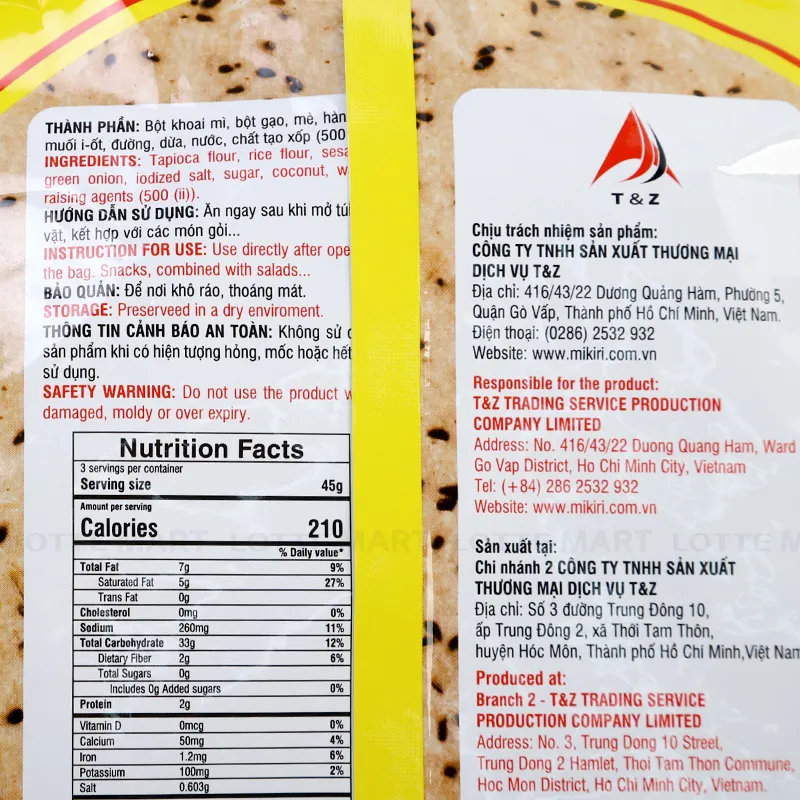 THÀNH PHẦN: Bột khoai mì, bột gạo, mè, hàn
muối i-ốt, đường, dừa, nước, chất tạo xốp (500
INGREDIENTS: Tapioca flour, rice flour, sesa
green onion, iodized salt, sugar, coconut, w
raising agents (500 (ii)).
HƯỚNG DẪN SỬ DỤNG: Ăn ngay sau khi mở túi
vặt, kết hợp với các món gỏi...
INSTRUCTION FOR USE: Use directly after ope
the bag. Snacks, combined with salads...
BẢO QUẢN: Để nơi khô ráo, thoáng mát.
STORAGE: Preserveed in a dry enviroment.
THÔNG TIN CẢNH BÁO AN TOÀN: Không sử d
sản phẩm khi có hiện tượng hỏng, mốc hoặc hết
sử dụng.
SAFETY WARNING: Do not use the product w
damaged, moldy or over expiry.
Nutrition Facts
3 servings per container
Serving size 45g
Amount per serving
Calories 210
% Daily value*
Total Fat 7g 9%
Saturated Fat 5g 27%
Trans Fat 0g
Cholesterol 0mg 0%
Sodium 260mg 11%
Total Carbohydrate 33g 12%
Dietary Fiber 2g 6%
Total Sugars 0g
Includes 0g Added sugars 0%
Protein 2g
Vitamin D 0mcg 0%
Calcium 50mg 4%
Iron 1.2mg 6%
Potassium 100mg 2%
Salt 0.603g
T & Z
Chịu trách nhiệm sản phẩm:
CÔNG TY TNHH SẢN XUẤT THƯƠNG MẠI
DỊCH VỤ T&Z
Địa chỉ: 416/43/22 Dương Quảng Hàm, Phường 5,
Quận Gò Vấp, Thành phố Hồ Chí Minh, Việt Nam.
Điện thoại: (0286) 2532 932
Website: www.mikiri.com.vn
Responsible for the product:
T&Z TRADING SERVICE PRODUCTION
COMPANY LIMITED
Address: No. 416/43/22 Duong Quang Ham, Ward
Go Vap District, Ho Chi Minh City, Vietnam
Tel: (+84) 286 2532 932
Website: www.mikiri.com.vn
LOTTE MART LOTTE MART LOTTE MART LOTTE M
Sản xuất tại:
Chi nhánh 2 CÔNG TY TNHH SẢN XUẤT
THƯƠNG MẠI DỊCH VỤ T&Z
Địa chỉ: Số 3 đường Trung Đông 10,
ấp Trung Đông 2, xã Thới Tam Thôn,
huyện Hóc Môn, Thành phố Hồ Chí Minh,Việt Nam
Produced at:
Branch 2 - T&Z TRADING SERVICE
PRODUCTION COMPANY LIMITED
Address: No. 3, Trung Dong 10 Street,
Trung Dong 2 Hamlet, Thoi Tam Thon Commune,
Hoc Mon District, Ho Chi Minh City, Vietnam.